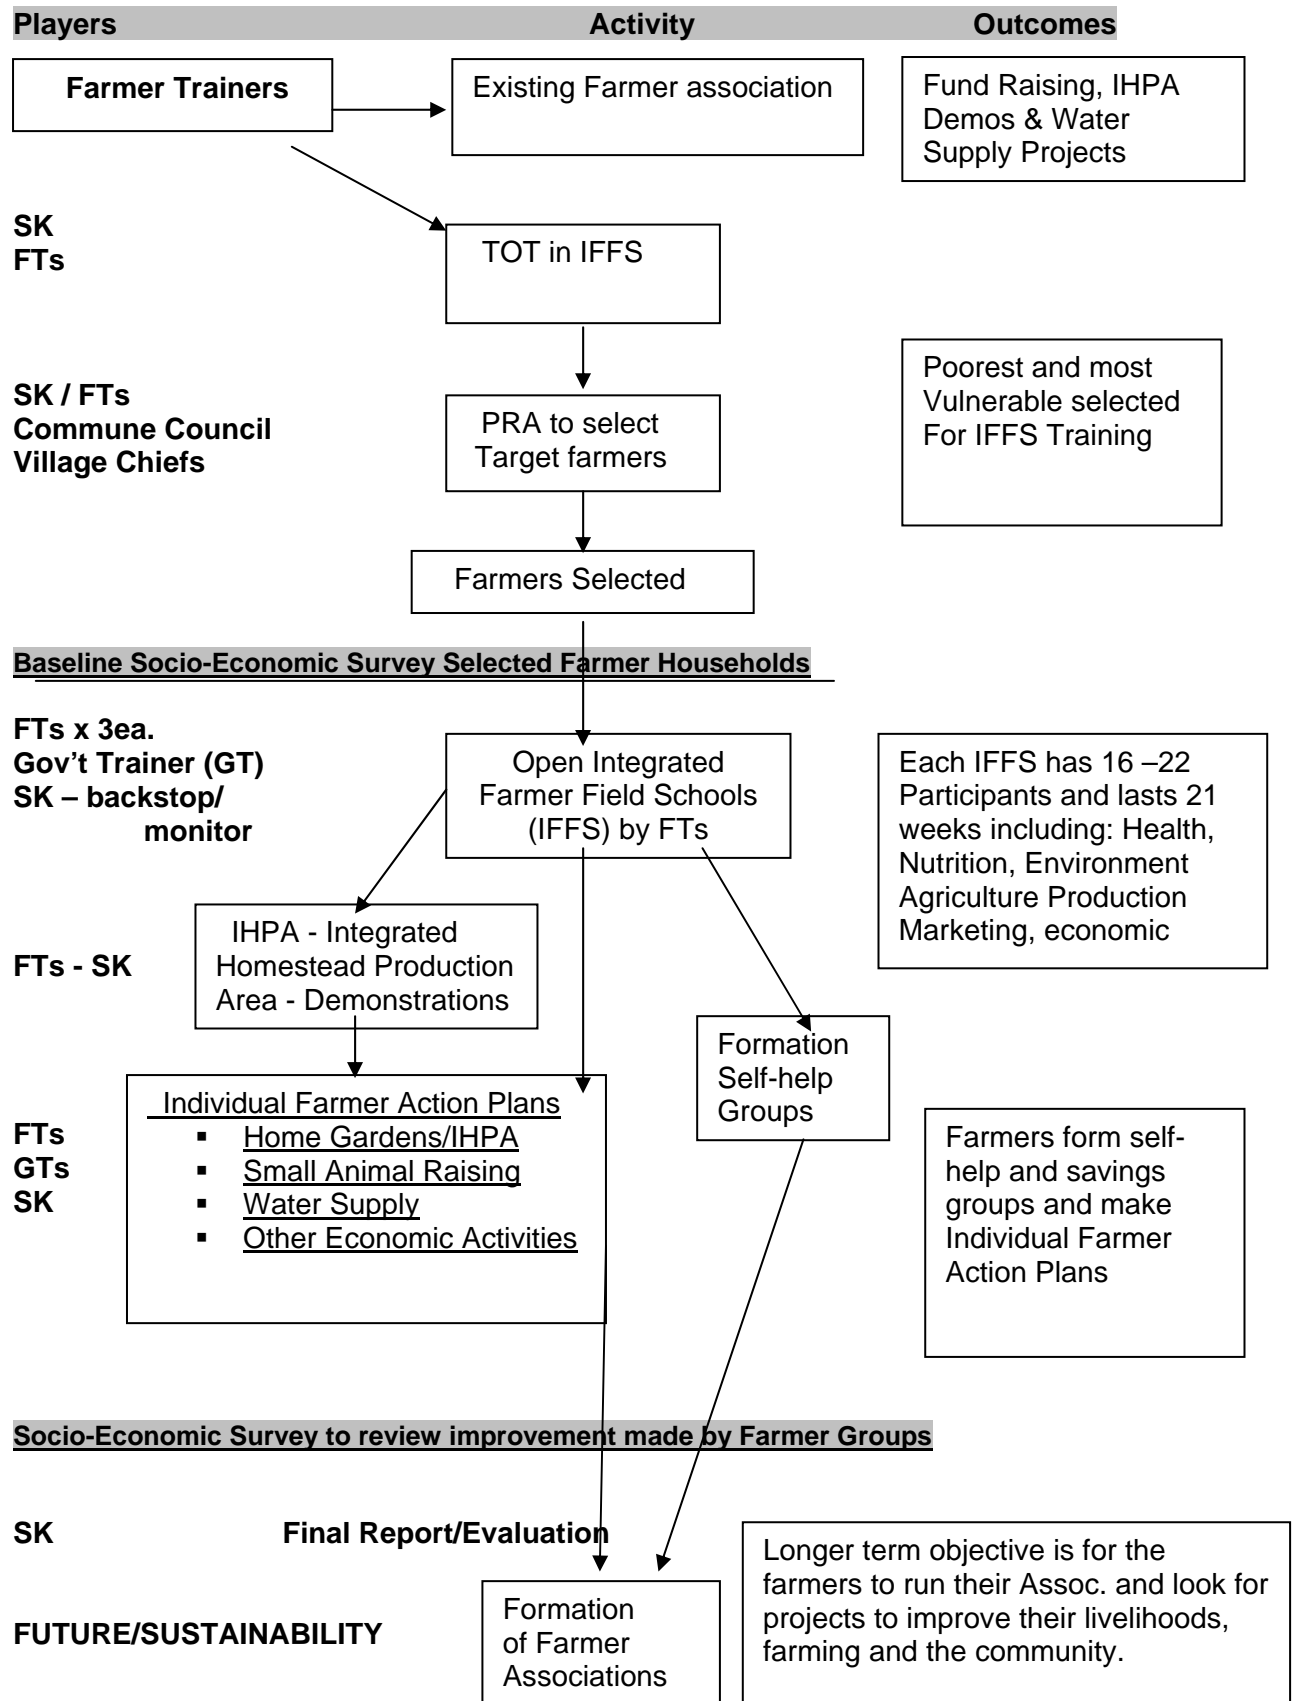 Players Activity Outcomes
Farmer Trainers
Existing Farmer association
Fund Raising, IHPA
Demos & Water
Supply Projects
SK
FTs
TOT in IFFS
SK / FTs
Commune Council
Village Chiefs
PRA to select
Target farmers
Poorest and most
Vulnerable selected
For IFFS Training
Farmers Selected
Baseline Socio-Economic Survey Selected Farmer Households
FTs x 3ea.
Gov’t Trainer (GT)
SK – backstop/
monitor
Open Integrated
Farmer Field Schools
(IFFS) by FTs
Each IFFS has 16 –22
Participants and lasts 21
weeks including: Health,
Nutrition, Environment
Agriculture Production
Marketing, economic
FTs - SK
IHPA - Integrated
Homestead Production
Area - Demonstrations
Formation
Self-help
Groups
FTs
GTs
SK
Individual Farmer Action Plans
▪ Home Gardens/IHPA
▪ Small Animal Raising
▪ Water Supply
▪ Other Economic Activities
Farmers form self-
help and savings
groups and make
Individual Farmer
Action Plans
Socio-Economic Survey to review improvement made by Farmer Groups
SK Final Report/Evaluation
FUTURE/SUSTAINABILITY
Formation
of Farmer
Associations
Longer term objective is for the
farmers to run their Assoc. and look for
projects to improve their livelihoods,
farming and the community.